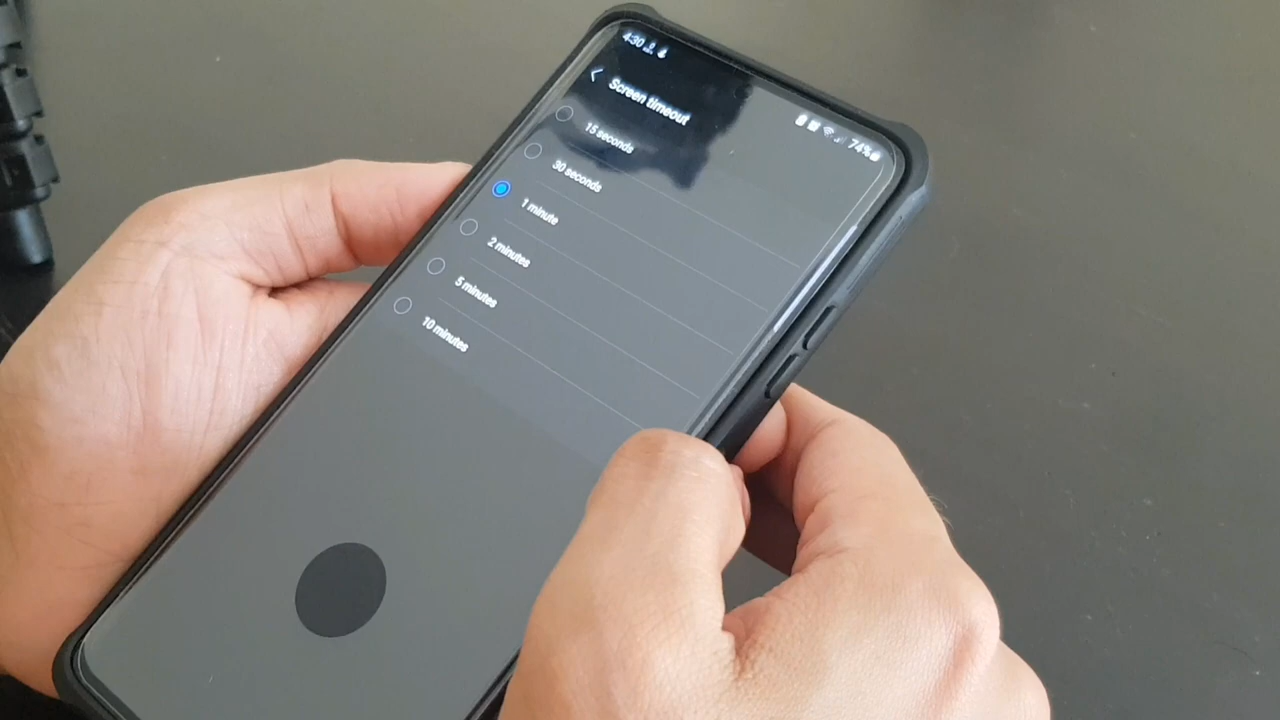 4:30
74%
Screen timeout
15 seconds
30 seconds
1 minute
2 minutes
5 minutes
10 minutes